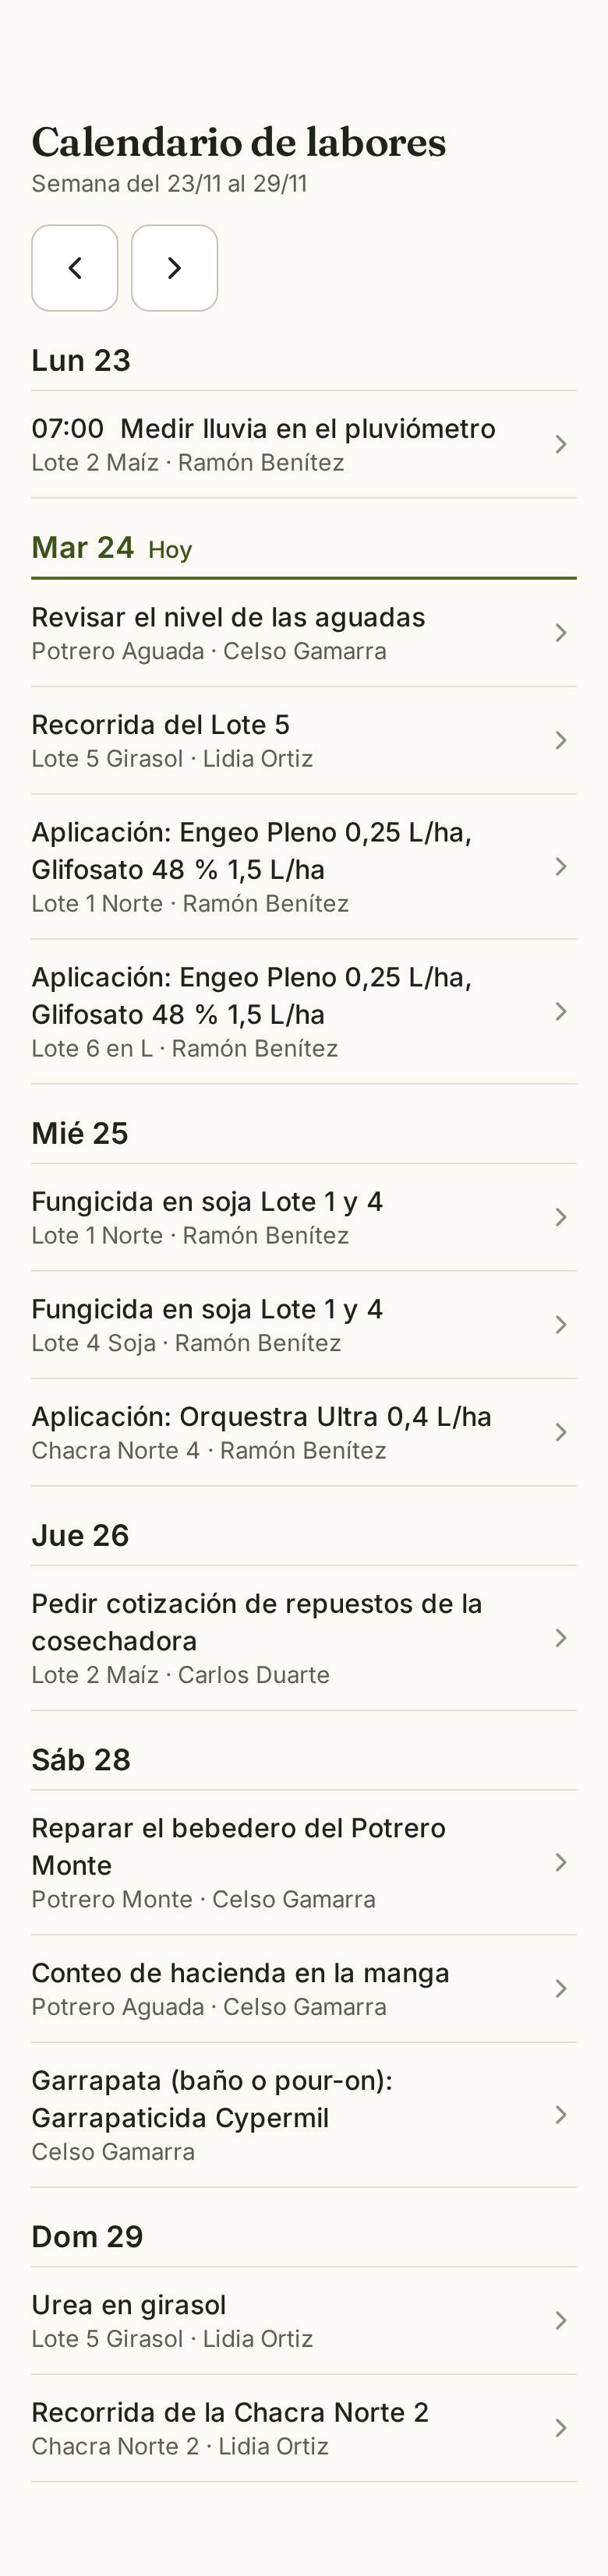 Calendario de labores
Semana del 23/11 al 29/11
Lun 23
07:00 Medir lluvia en el pluviómetro
Lote 2 Maíz · Ramón Benítez
Mar 24 Hoy
Revisar el nivel de las aguadas
Potrero Aguada · Celso Gamarra
Recorrida del Lote 5
Lote 5 Girasol · Lidia Ortiz
Aplicación: Engeo Pleno 0,25 L/ha,
Glifosato 48 % 1,5 L/ha
Lote 1 Norte · Ramón Benítez
Aplicación: Engeo Pleno 0,25 L/ha,
Glifosato 48 % 1,5 L/ha
Lote 6 en L · Ramón Benítez
Mié 25
Fungicida en soja Lote 1 y 4
Lote 1 Norte · Ramón Benítez
Fungicida en soja Lote 1 y 4
Lote 4 Soja · Ramón Benítez
Aplicación: Orquestra Ultra 0,4 L/ha
Chacra Norte 4 · Ramón Benítez
Jue 26
Pedir cotización de repuestos de la
cosechadora
Lote 2 Maíz · Carlos Duarte
Sáb 28
Reparar el bebedero del Potrero
Monte
Potrero Monte · Celso Gamarra
Conteo de hacienda en la manga
Potrero Aguada · Celso Gamarra
Garrapata (baño o pour-on):
Garrapaticida Cypermil
Celso Gamarra
Dom 29
Urea en girasol
Lote 5 Girasol · Lidia Ortiz
Recorrida de la Chacra Norte 2
Chacra Norte 2 · Lidia Ortiz